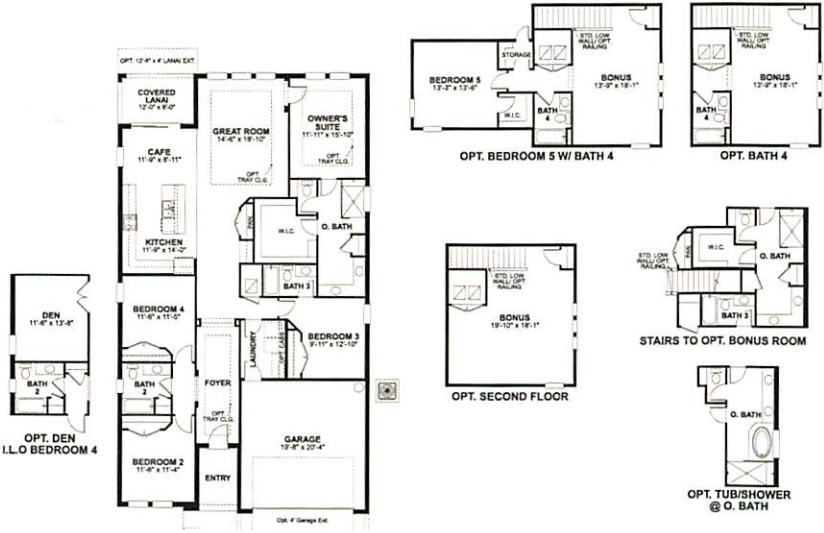 OPT. 12'-8" x 4' LANAI EXT.
COVERED
LANAI
12'-0" x 8'-0"
GREAT ROOM
14'-6" x 18'-10"
OPT.
TRAY CLG.
OWNER'S
SUITE
11'-11" x 15'-10"
OPT.
TRAY CLG.
CAFE
11'-9" x 8'-11"
KITCHEN
11'-9" x 14'-0"
PAN
W.I.C.
O. BATH
BATH 3
BEDROOM 4
11'-6" x 11'-5"
BEDROOM 3
9'-11" x 12'-10"
LAUNDRY
OPT. CABS
FOYER
OPT.
TRAY CLG.
BATH
2
BEDROOM 2
11'-6" x 11'-4"
ENTRY
GARAGE
19'-8" x 20'-4"
Opt. 4' Garage Ext.
DEN
11'-6" x 13'-8"
BATH
2
OPT. DEN
I.L.O BEDROOM 4
BEDROOM 5
13'-3" x 13'-6"
STORAGE
STD. LOW
WALL/ OPT.
RAILING
BONUS
13'-9" x 18'-1"
W.I.C.
BATH
4
OPT. BEDROOM 5 W/ BATH 4
STD. LOW
WALL/ OPT.
RAILING
BONUS
13'-9" x 18'-1"
BATH
4
OPT. BATH 4
STD. LOW
WALL/ OPT.
RAILING
BONUS
19'-10" x 18'-1"
OPT. SECOND FLOOR
STD. LOW
WALL/ OPT.
RAILING
PAN
W.I.C.
O. BATH
BATH 3
STAIRS TO OPT. BONUS ROOM
O. BATH
OPT. TUB/SHOWER
@ O. BATH